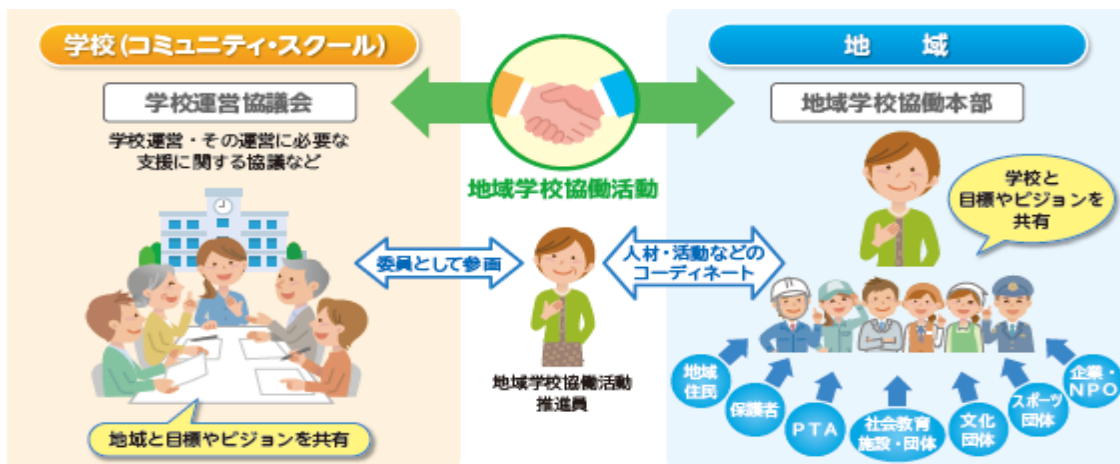 学校(コミュニティ・スクール)
学校運営協議会
学校運営・その運営に必要な
支援に関する協議など
地域と目標やビジョンを共有
地域学校協働活動
委員として参画
人材・活動などの
コーディネート
地域学校協働活動
推進員
地 域
地域学校協働本部
学校と
目標やビジョンを
共有
地域
住民
保護者
PTA
社会教育
施設・団体
文化
団体
スポーツ
団体
企業・
NPO